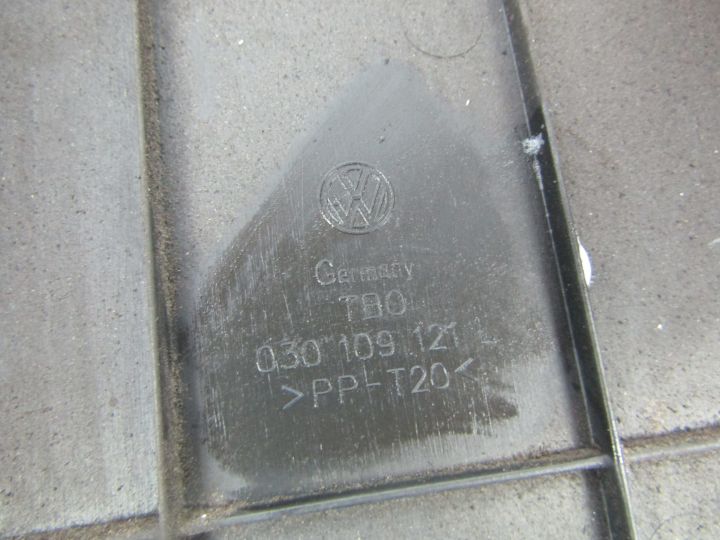 Germany
TBO
030 109 121 L
>PP-T20<